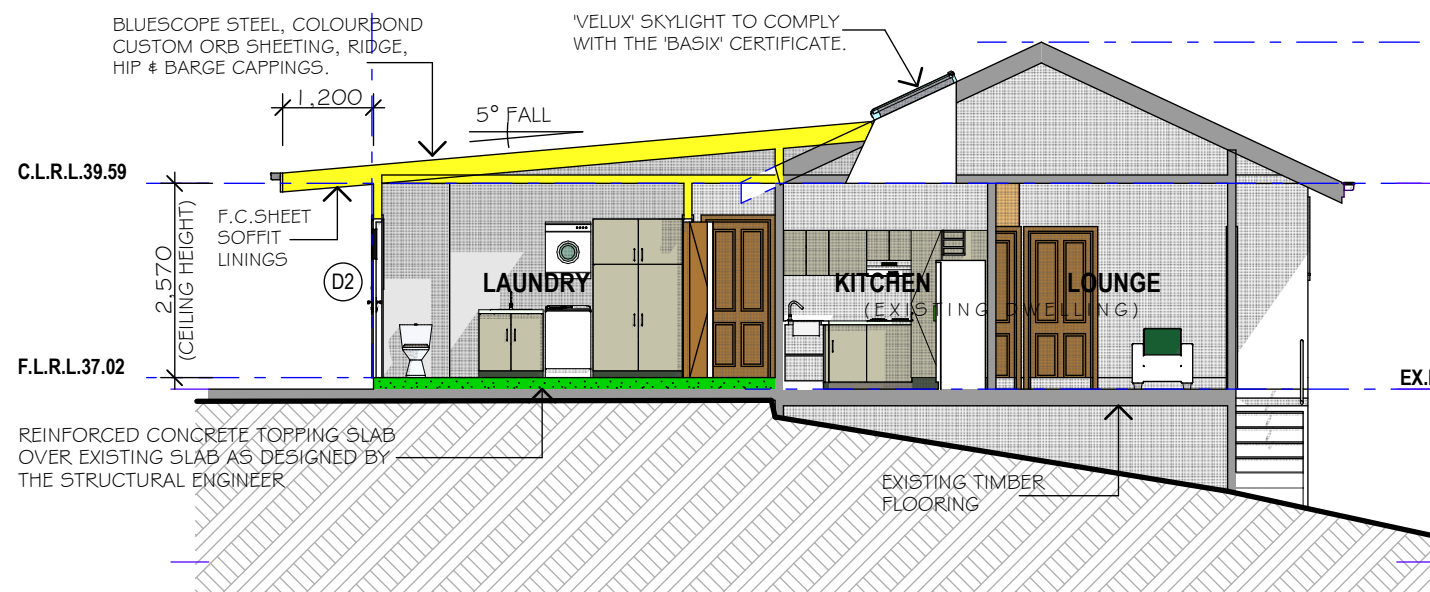 BLUESCOPE STEEL, COLOURBOND
CUSTOM ORB SHEETING, RIDGE,
HIP & BARGE CAPPINGS.
'VELUX' SKYLIGHT TO COMPLY
WITH THE 'BASIX' CERTIFICATE.
1,200
5° FALL
C.L.R.L.39.59
F.C.SHEET
SOFFIT
LININGS
2,570
(CEILING HEIGHT)
D2
LAUNDRY
KITCHEN
LOUNGE
(EXISTING DWELLING)
F.L.R.L.37.02
EX.
REINFORCED CONCRETE TOPPING SLAB
OVER EXISTING SLAB AS DESIGNED BY
THE STRUCTURAL ENGINEER
EXISTING TIMBER
FLOORING